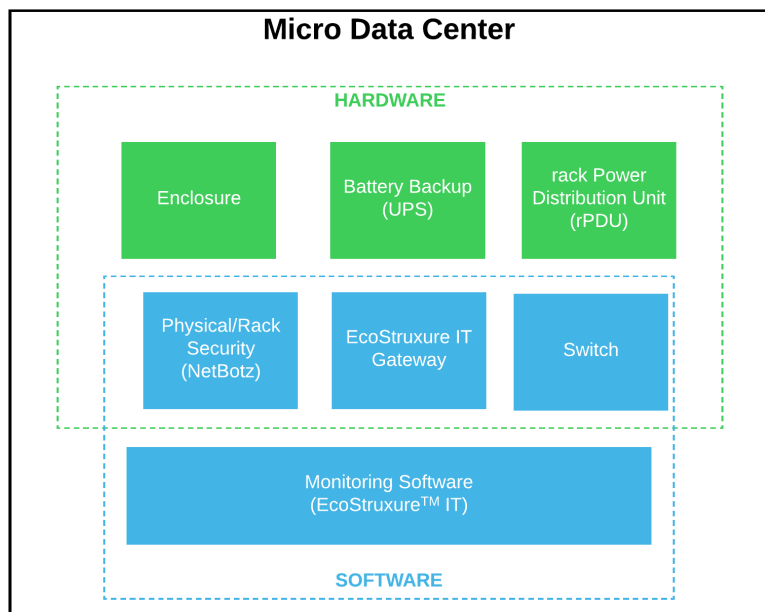 Micro Data Center
HARDWARE
Enclosure
Battery Backup
(UPS)
rack Power
Distribution Unit
(rPDU)
Physical/Rack
Security
(NetBotz)
EcoStruxure IT
Gateway
Switch
Monitoring Software
(EcoStruxure™ IT)
SOFTWARE